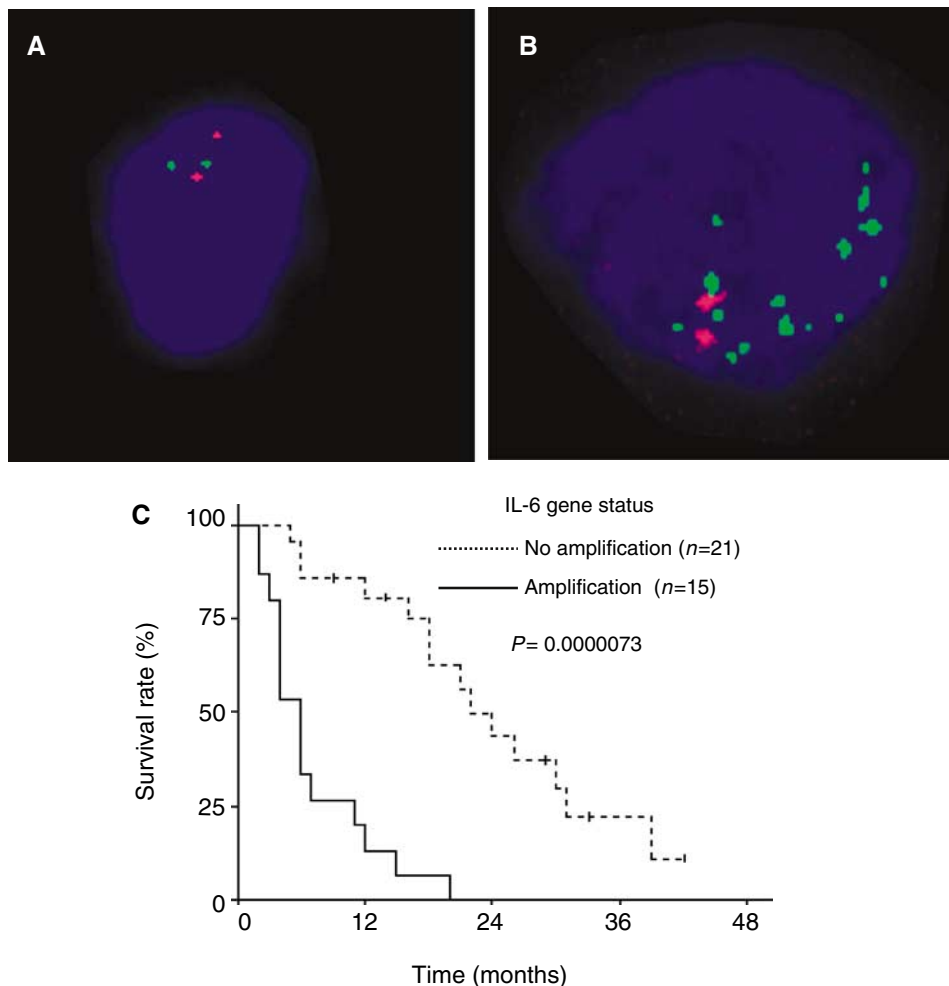 A
B
C
IL-6 gene status
No amplification (n=21)
Amplification (n=15)
P= 0.0000073
Survival rate (%)
100
75
50
25
0
0 12 24 36 48
Time (months)